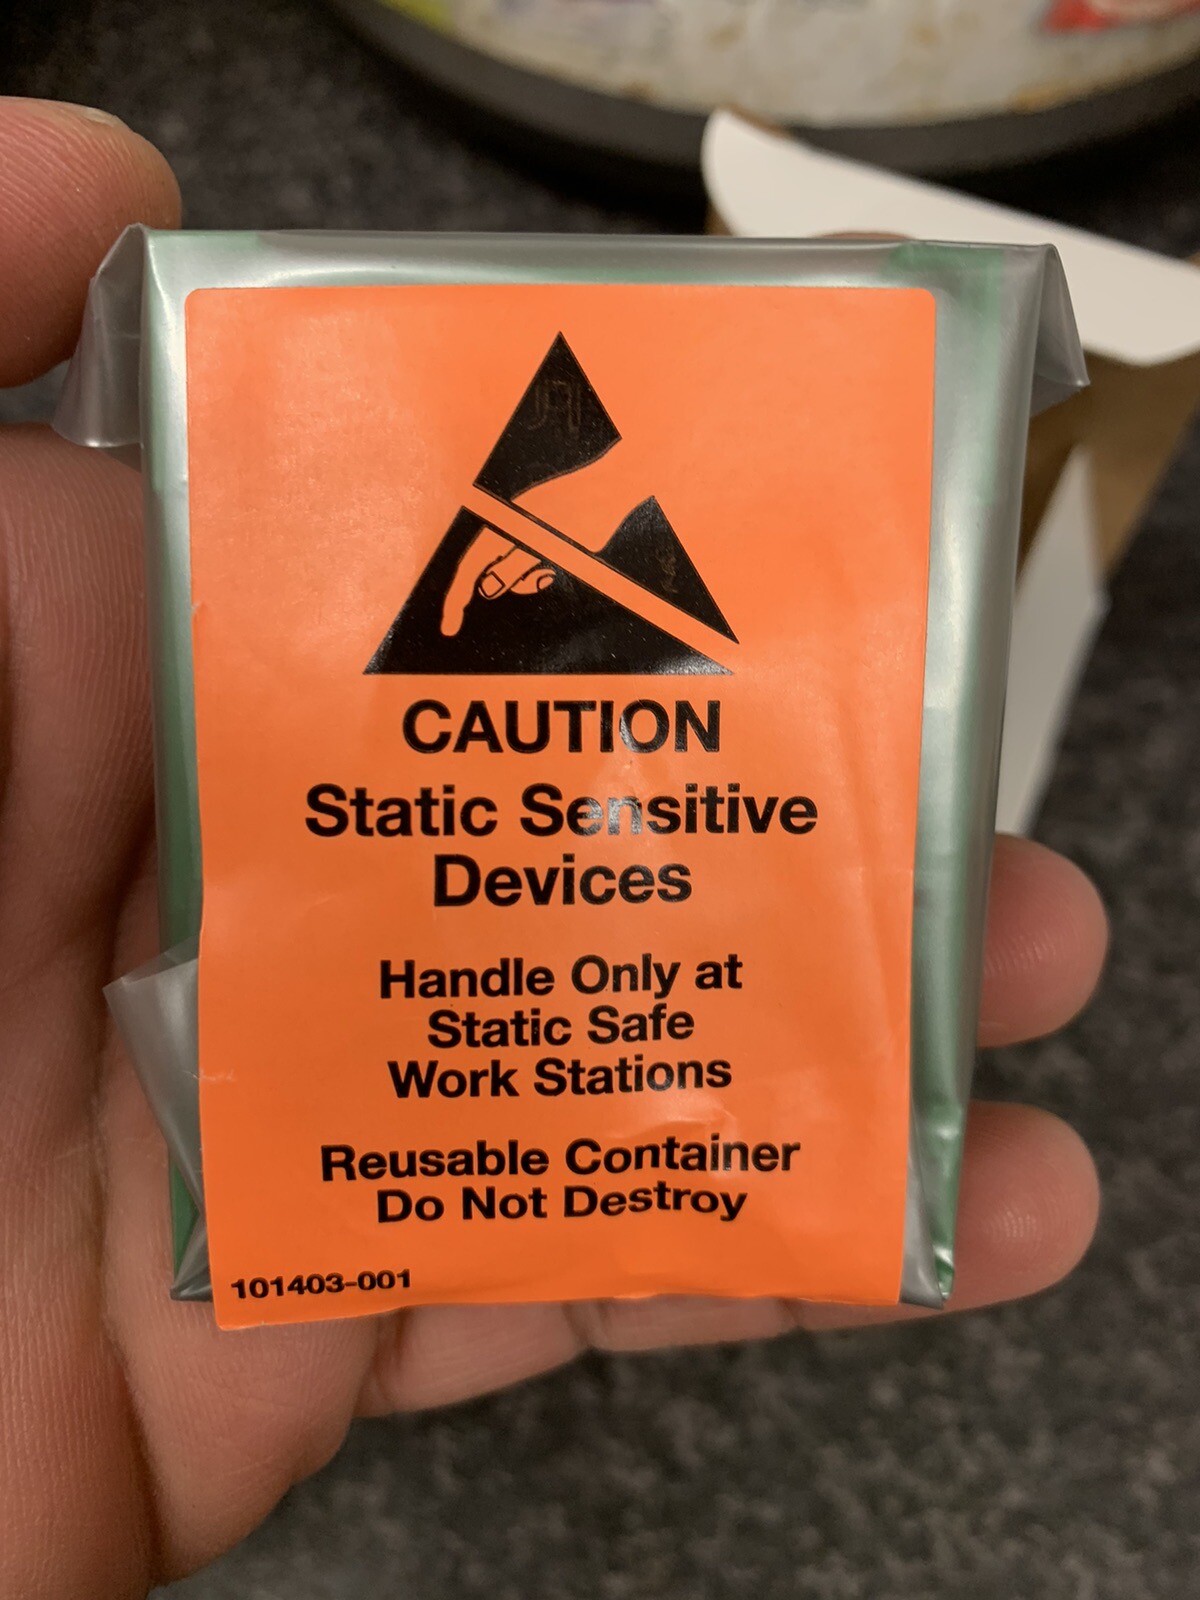 CAUTION
Static Sensitive
Devices
Handle Only at
Static Safe
Work Stations
Reusable Container
Do Not Destroy
101403-001